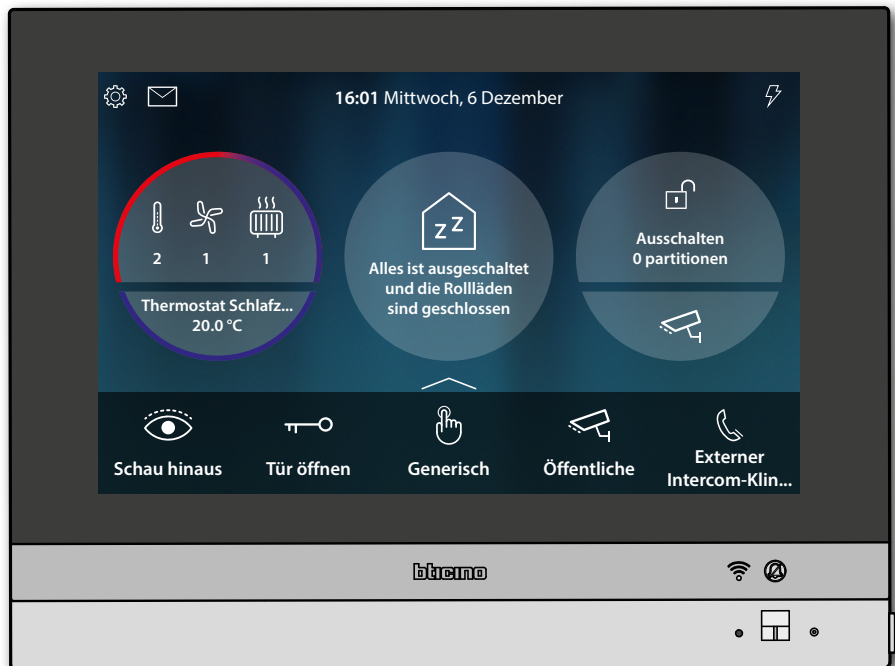 16:01 Mittwoch, 6 Dezember
2 1 1
Thermostat Schlafz...
20.0 °C
zZ
Alles ist ausgeschaltet
und die Rollläden
sind geschlossen
Ausschalten
0 partitionen
Schau hinaus
Tür öffnen
Generisch
Öffentliche
Externer
Intercom-Klin...
bticino